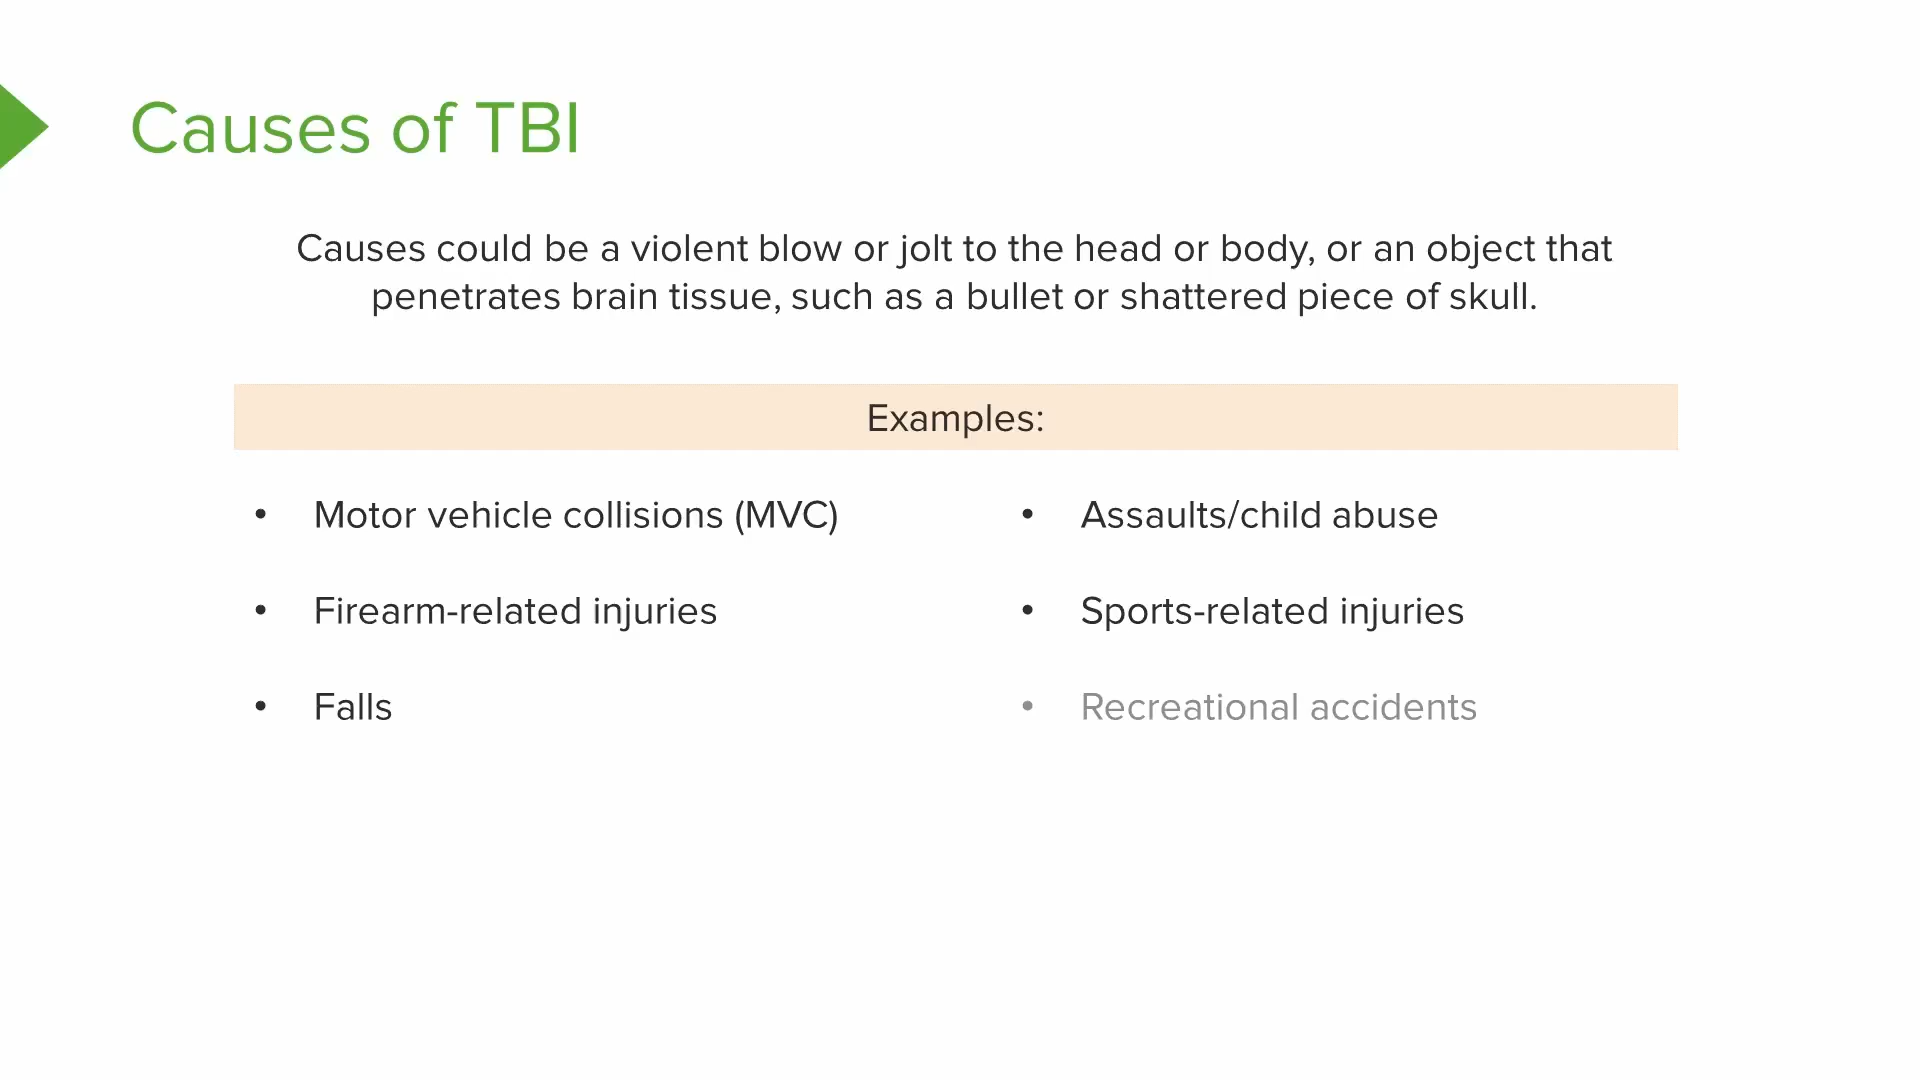 Causes of TBI
Causes could be a violent blow or jolt to the head or body, or an object that
penetrates brain tissue, such as a bullet or shattered piece of skull.
Examples:
• Motor vehicle collisions (MVC)
• Firearm-related injuries
• Falls
• Assaults/child abuse
• Sports-related injuries
• Recreational accidents